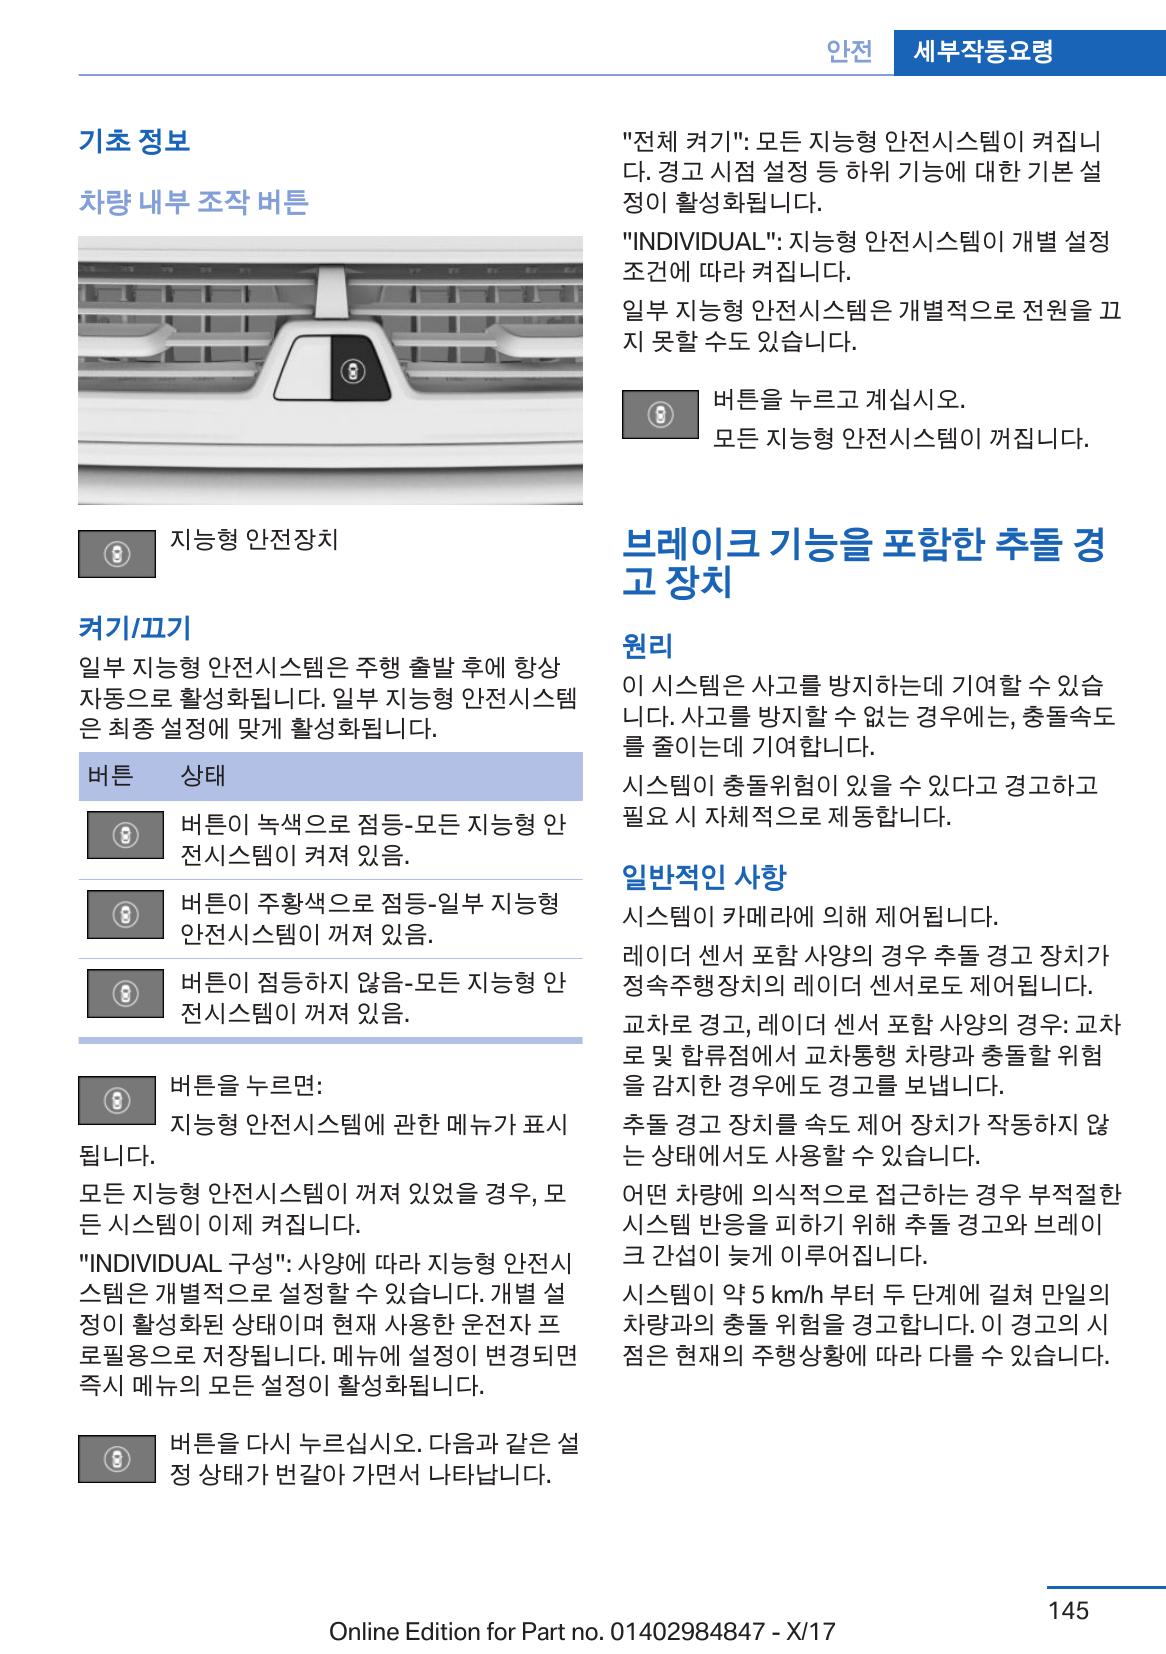 안전
세부작동요령
기초 정보
차량 내부 조작 버튼
지능형 안전장치
켜기/끄기
일부 지능형 안전시스템은 주행 출발 후에 항상
자동으로 활성화됩니다. 일부 지능형 안전시스템
은 최종 설정에 맞게 활성화됩니다.
버튼 상태
버튼이 녹색으로 점등-모든 지능형 안
전시스템이 켜져 있음.
버튼이 주황색으로 점등-일부 지능형
안전시스템이 꺼져 있음.
버튼이 점등하지 않음-모든 지능형 안
전시스템이 꺼져 있음.
버튼을 누르면:
지능형 안전시스템에 관한 메뉴가 표시
됩니다.
모든 지능형 안전시스템이 꺼져 있었을 경우, 모
든 시스템이 이제 켜집니다.
"INDIVIDUAL 구성": 사양에 따라 지능형 안전시
스템은 개별적으로 설정할 수 있습니다. 개별 설
정이 활성화된 상태이며 현재 사용한 운전자 프
로필용으로 저장됩니다. 메뉴에 설정이 변경되면
즉시 메뉴의 모든 설정이 활성화됩니다.
버튼을 다시 누르십시오. 다음과 같은 설
정 상태가 번갈아 가면서 나타납니다.
"전체 켜기": 모든 지능형 안전시스템이 켜집니
다. 경고 시점 설정 등 하위 기능에 대한 기본 설
정이 활성화됩니다.
"INDIVIDUAL": 지능형 안전시스템이 개별 설정
조건에 따라 켜집니다.
일부 지능형 안전시스템은 개별적으로 전원을 끄
지 못할 수도 있습니다.
버튼을 누르고 계십시오.
모든 지능형 안전시스템이 꺼집니다.
브레이크 기능을 포함한 추돌 경
고 장치
원리
이 시스템은 사고를 방지하는데 기여할 수 있습
니다. 사고를 방지할 수 없는 경우에는, 충돌속도
를 줄이는데 기여합니다.
시스템이 충돌위험이 있을 수 있다고 경고하고
필요 시 자체적으로 제동합니다.
일반적인 사항
시스템이 카메라에 의해 제어됩니다.
레이더 센서 포함 사양의 경우 추돌 경고 장치가
정속주행장치의 레이더 센서로도 제어됩니다.
교차로 경고, 레이더 센서 포함 사양의 경우: 교차
로 및 합류점에서 교차통행 차량과 충돌할 위험
을 감지한 경우에도 경고를 보냅니다.
추돌 경고 장치를 속도 제어 장치가 작동하지 않
는 상태에서도 사용할 수 있습니다.
어떤 차량에 의식적으로 접근하는 경우 부적절한
시스템 반응을 피하기 위해 추돌 경고와 브레이
크 간섭이 늦게 이루어집니다.
시스템이 약 5 km/h 부터 두 단계에 걸쳐 만일의
차량과의 충돌 위험을 경고합니다. 이 경고의 시
점은 현재의 주행상황에 따라 다를 수 있습니다.
145
Online Edition for Part no. 01402984847 - X/17